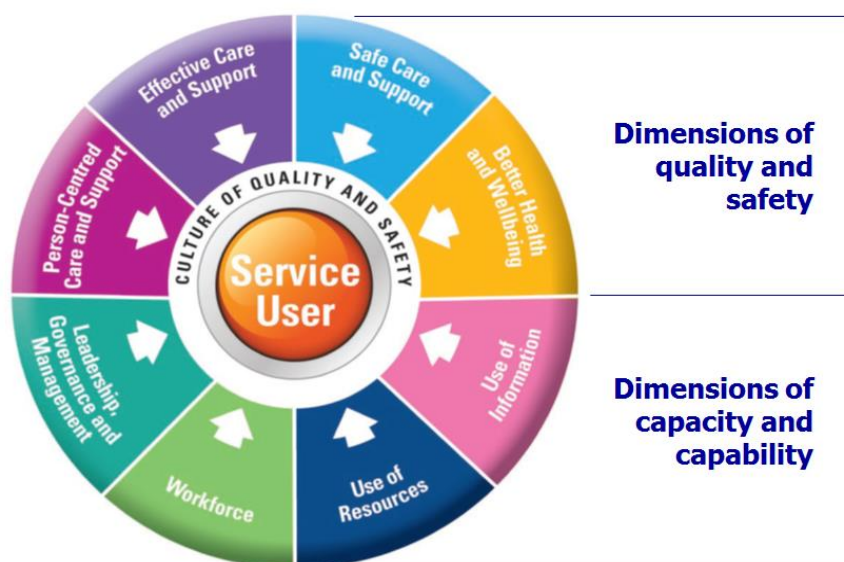 Effective Care
and Support
Safe Care
and Support
Better Health
and Wellbeing
Person-Centred
Care and Support
CULTURE OF QUALITY AND SAFETY
Service
User
Leadership,
Governance and
Management
Workforce
Use of
Resources
Use of
Information
Dimensions of
quality and
safety
Dimensions of
capacity and
capability